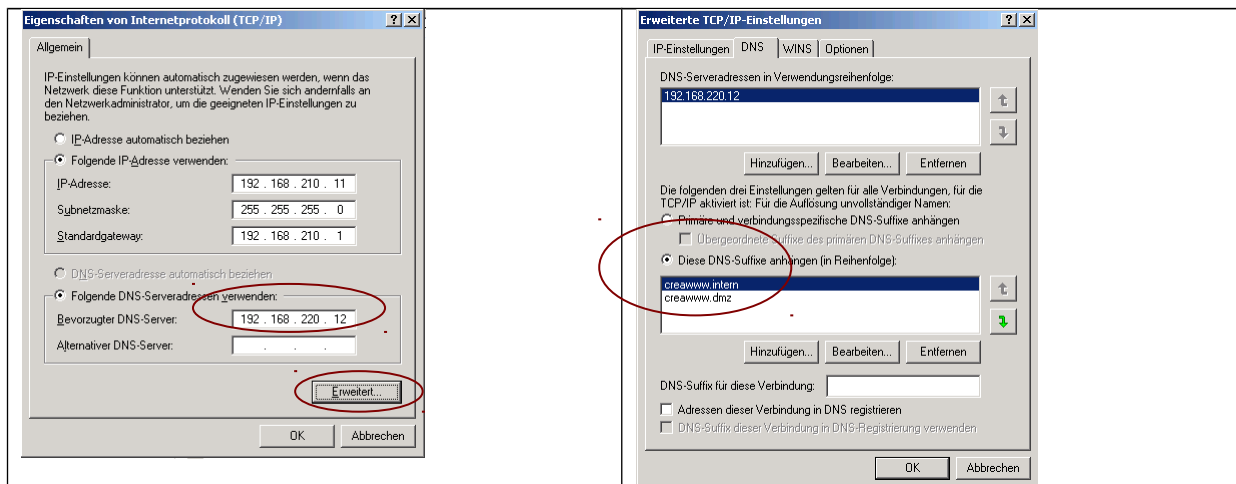 Eigenschaften von Internetprotokoll (TCP/IP)
Allgemein
IP-Einstellungen können automatisch zugewiesen werden, wenn das
Netzwerk diese Funktion unterstützt. Wenden Sie sich andernfalls an
den Netzwerkadministrator, um die geeigneten IP-Einstellungen zu
beziehen.
IP-Adresse automatisch beziehen
Folgende IP-Adresse verwenden:
IP-Adresse: 192 . 168 . 210 . 11
Subnetzmaske: 255 . 255 . 255 . 0
Standardgateway: 192 . 168 . 210 . 1
DNS-Serveradresse automatisch beziehen
Folgende DNS-Serveradressen verwenden:
Bevorzugter DNS-Server: 192 . 168 . 220 . 12
Alternativer DNS-Server: . . .
Erweitert...
OK Abbrechen
Erweiterte TCP/IP-Einstellungen
IP-Einstellungen DNS WINS Optionen
DNS-Serveradressen in Verwendungsreihenfolge:
192.168.220.12
Hinzufügen... Bearbeiten... Entfernen
Die folgenden drei Einstellungen gelten für alle Verbindungen, für die
TCP/IP aktiviert ist: Für die Auflösung unvollständiger Namen:
Primäre und verbindungsspezifische DNS-Suffixe anhängen
Übergeordnete Suffixe des primären DNS-Suffixes anhängen
Diese DNS-Suffixe anhängen (in Reihenfolge):
creawww.intern
creawww.dmz
Hinzufügen... Bearbeiten... Entfernen
DNS-Suffix für diese Verbindung:
Adressen dieser Verbindung in DNS registrieren
DNS-Suffix dieser Verbindung in DNS-Registrierung verwenden
OK Abbrechen